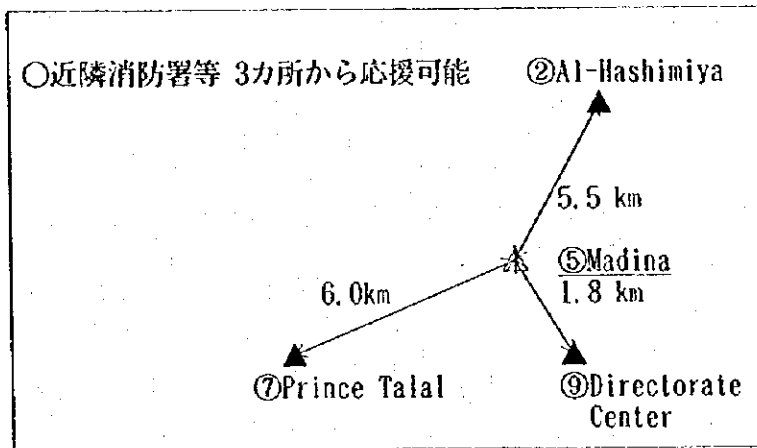 ○近隣消防署等 3カ所から応援可能
②Al-Hashimiya
5.5 km
⑤Madina
6.0km
1.8 km
⑦Prince Talal
⑨Directorate
Center